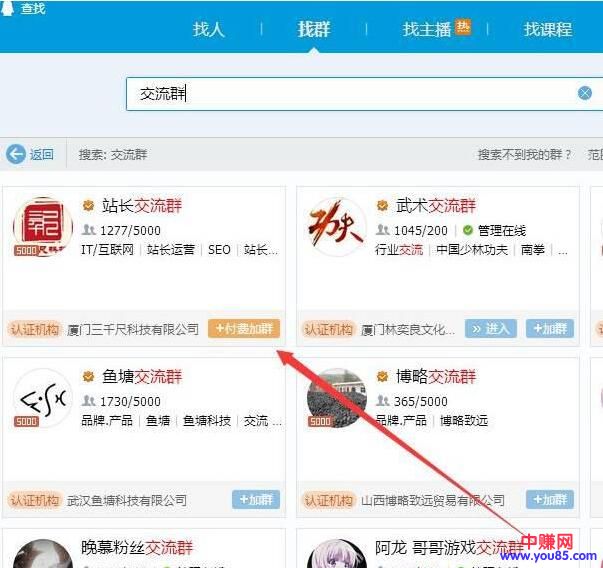 查找
找人 找群 找主播 热 找课程
交流群
返回 搜索: 交流群 搜索不到我的群？ 范
站长交流群 武术交流群
1277/5000 1045/200 管理在线
IT/互联网 站长运营 SEO 站长... 行业交流 中国少林功夫 南拳 ...
5000
功夫
认证机构 厦门三千尺科技有限公司 +付费加群 认证机构 厦门林奕良文化... 进入 +加群
鱼塘交流群 博略交流群
1730/5000 365/5000
品牌.产品 鱼塘 鱼塘科技 交流 ... 品牌.产品 博略致远
5000 5000
认证机构 武汉鱼塘科技有限公司 +加群 认证机构 山西博略致远贸易有限公司 +加群
晚慕粉丝交流群 阿龙 哥哥游戏交流群
中赚网
www.you85.com